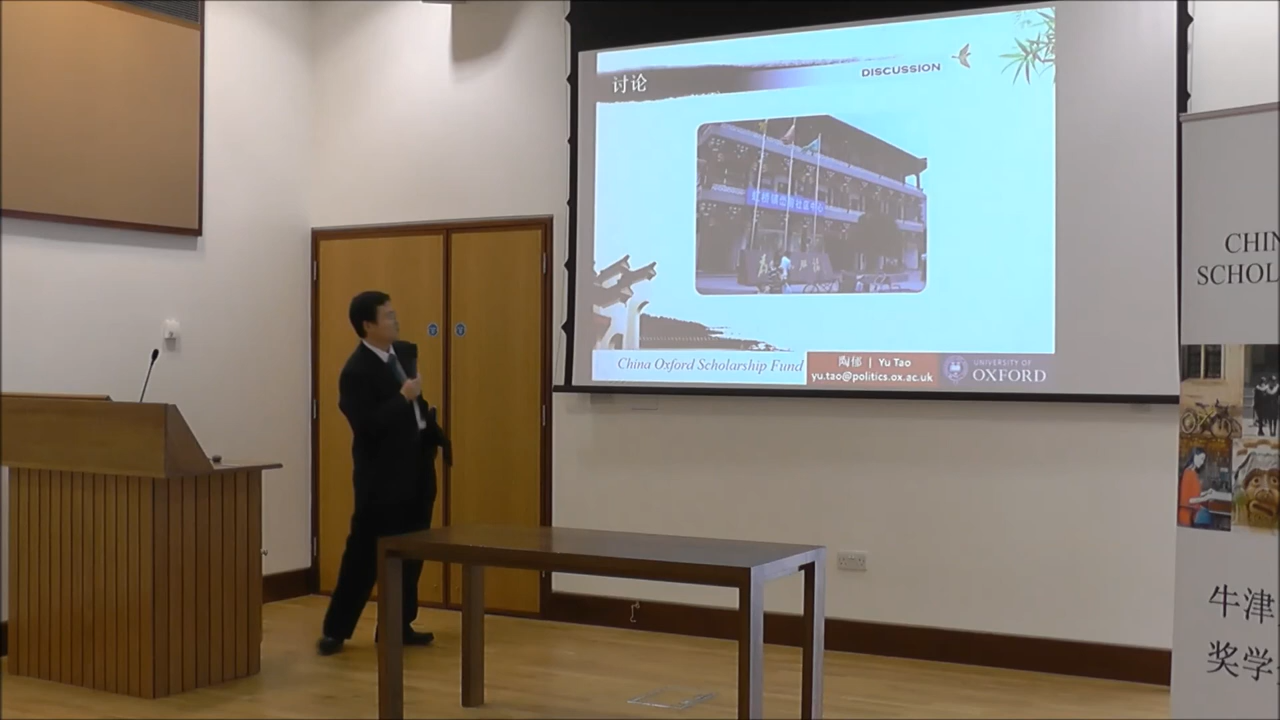 讨论
DISCUSSION
China Oxford Scholarship Fund
陶郁 | Yu Tao
yu.tao@politics.ox.ac.uk
UNIVERSITY OF
OXFORD
CHIN
SCHOL
牛津
奖学